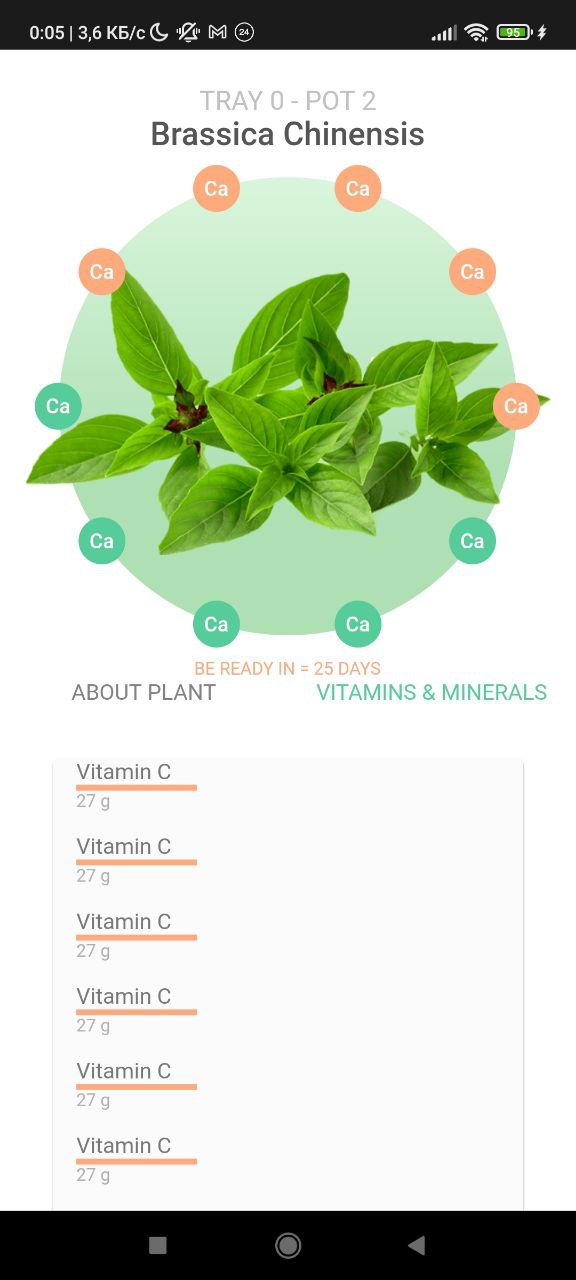 0:05 | 3,6 КБ/с 24 95
TRAY 0 - POT 2
Brassica Chinensis
Ca Ca
Ca Ca
Ca Ca
Ca Ca
Ca Ca
BE READY IN = 25 DAYS
ABOUT PLANT VITAMINS & MINERALS
Vitamin C
27 g
Vitamin C
27 g
Vitamin C
27 g
Vitamin C
27 g
Vitamin C
27 g
Vitamin C
27 g